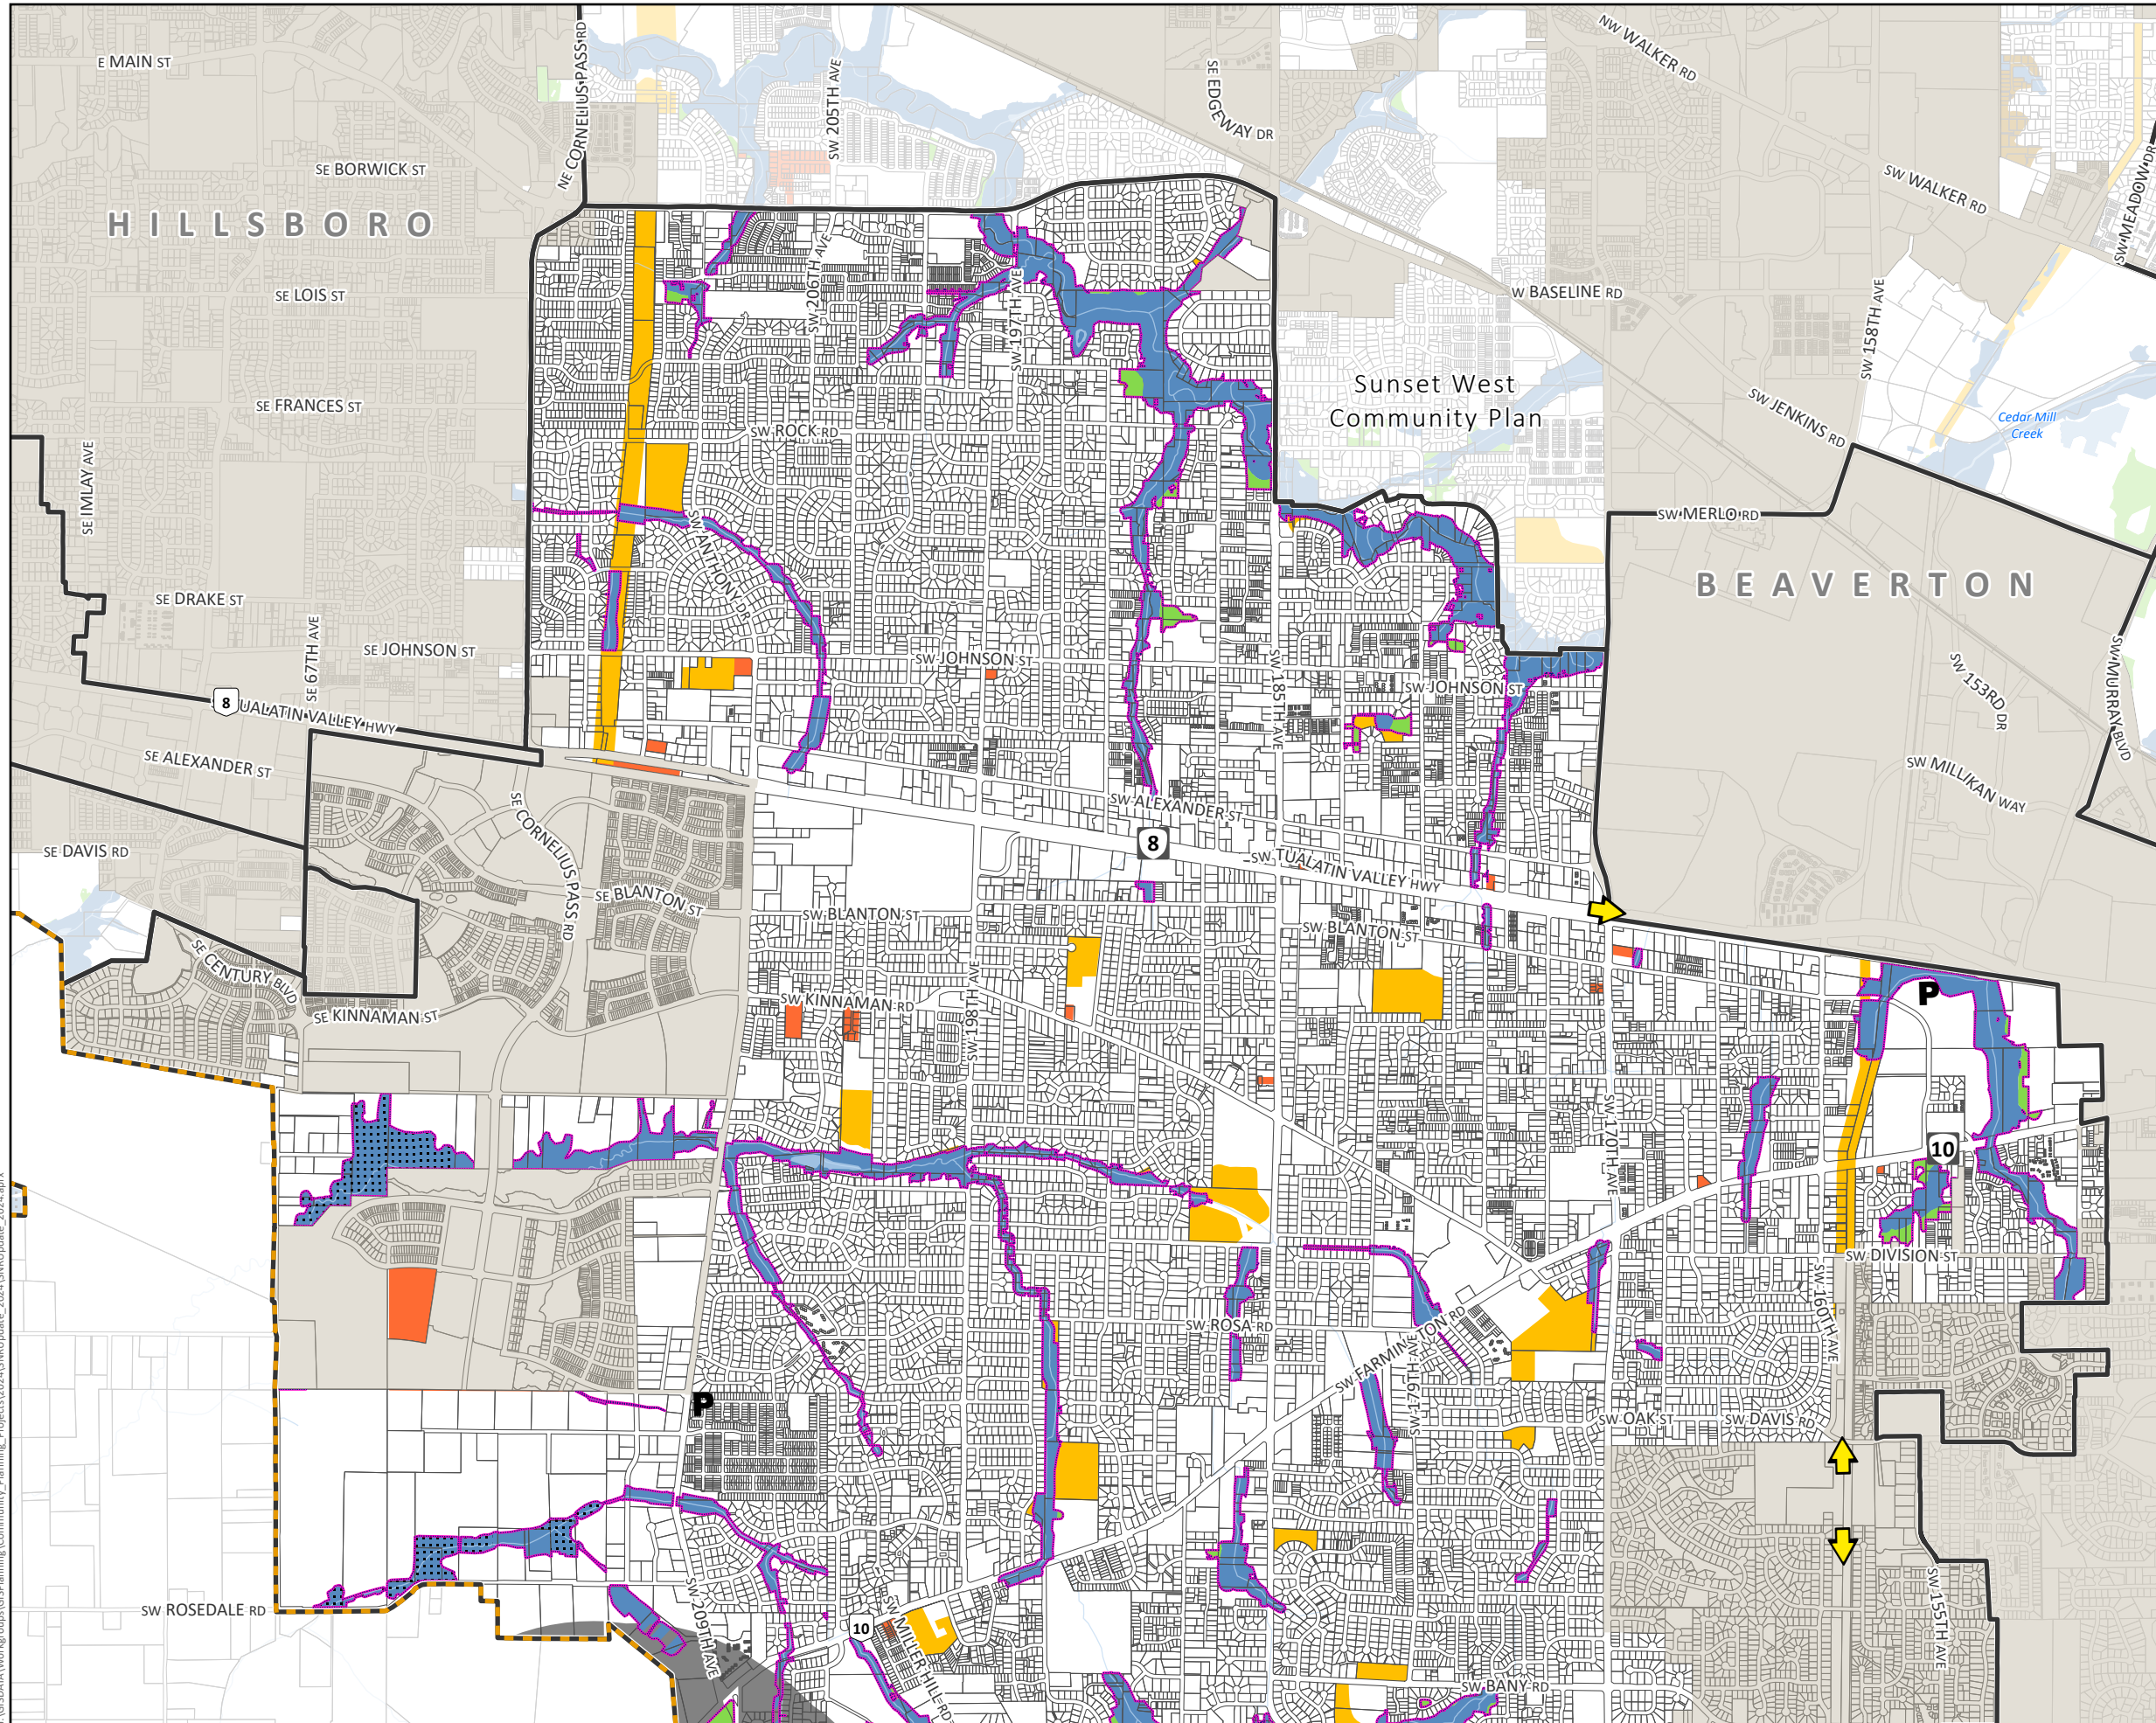 E MAIN ST
NE CORNELIUS PASS RD
SW 205TH AVE
SE EDGEWAY DR
NW WALKER RD
SE BORWICK ST
SW WALKER RD
SW MEADOW DR
HILLSBORO
SW 206TH AVE
SE LOIS ST
SW 197TH AVE
W BASELINE RD
SW 158TH AVE
Sunset West
Community Plan
SE FRANCES ST
SW ROCK RD
SW JENKINS RD
Cedar Mill
Creek
SE IMLAY AVE
SW ANTHONY DR
SW MERLO RD
BEAVERTON
SE DRAKE ST
SE 67TH AVE
SE JOHNSON ST
SW JOHNSON ST
SW 185TH AVE
SW JOHNSON ST
SW 153RD DR
SW MURRAY BLVD
8
UALATIN VALLEY HWY
SE ALEXANDER ST
SW MILLIKAN WAY
SE CORNELIUS PASS RD
SW ALEXANDER ST
8
SE DAVIS RD
SW TUALATIN VALLEY HWY
SE BLANTON ST
SW BLANTON ST
SW BLANTON ST
SE CENTURY BLVD
SW 198TH AVE
SW KINNAMAN RD
P
SE KINNAMAN ST
SW 170TH AVE
10
SW DIVISION ST
SW 160TH AVE
SW ROSA RD
SW FARMINGTON RD
SW 179TH AVE
P
SW OAK ST
SW DAVIS RD
SW ROSEDALE RD
SW 209TH AVE
10
SW MILLER HILL RD
SW 155TH AVE
SW BANY RD